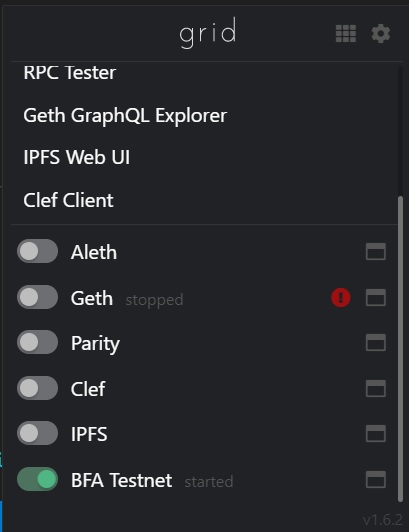 grid
RPC Tester
Geth GraphQL Explorer
IPFS Web UI
Clef Client
Aleth
Geth stopped
Parity
Clef
IPFS
BFA Testnet started
v1.6.2